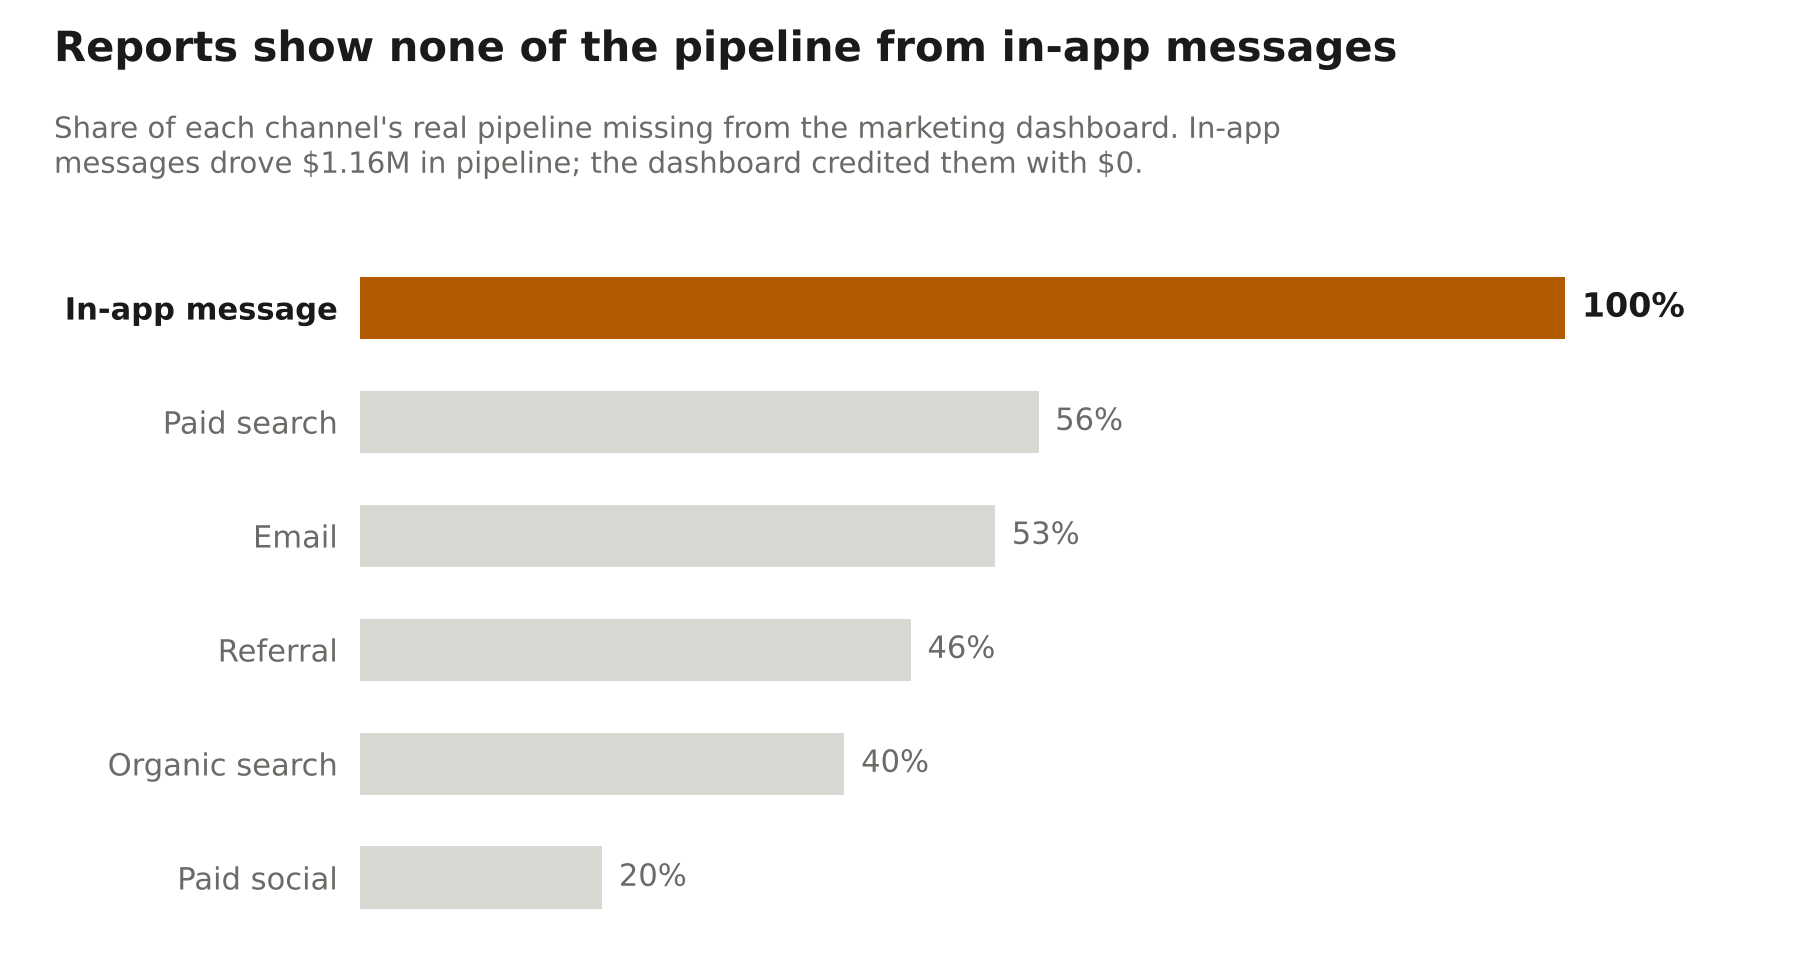 Reports show none of the pipeline from in-app messages
Share of each channel's real pipeline missing from the marketing dashboard. In-app
messages drove $1.16M in pipeline; the dashboard credited them with $0.
In-app message 100%
Paid search 56%
Email 53%
Referral 46%
Organic search 40%
Paid social 20%